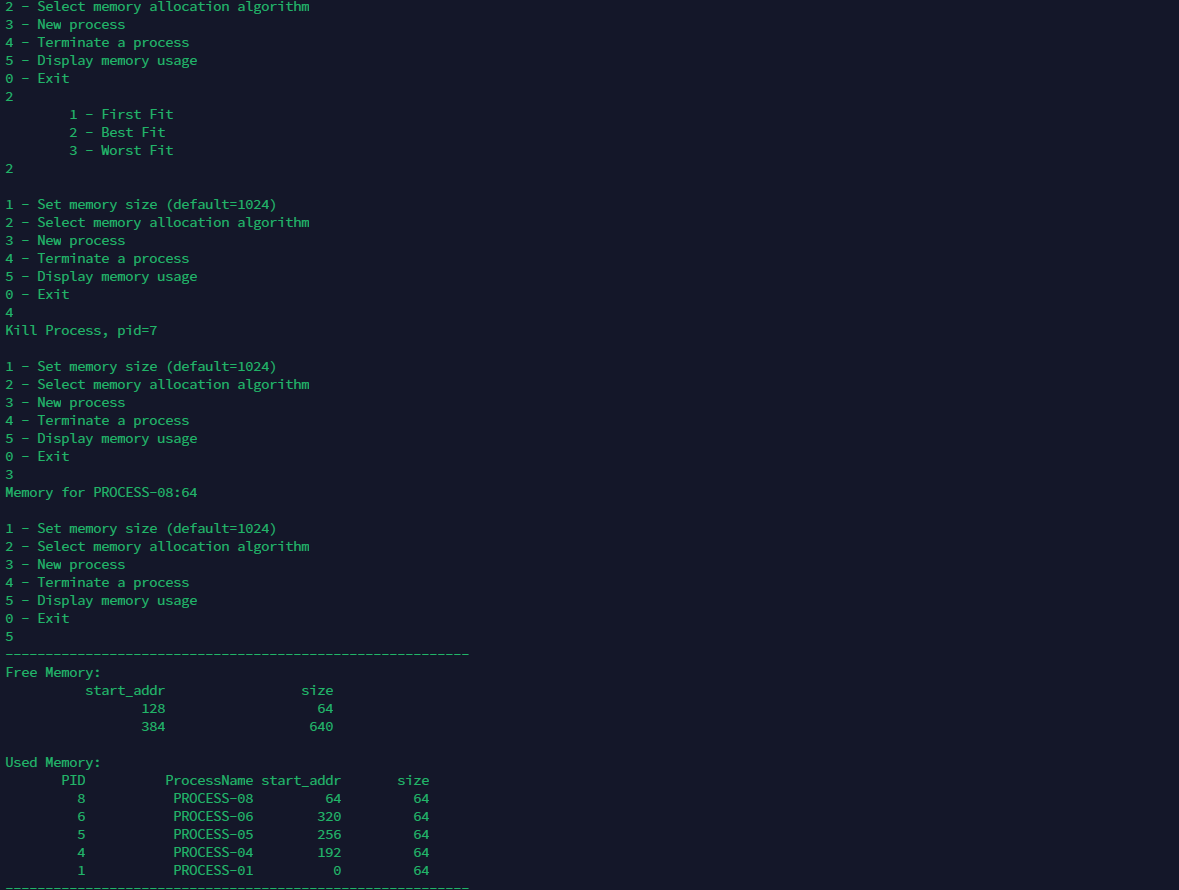 2 - Select memory allocation algorithm
3 - New process
4 - Terminate a process
5 - Display memory usage
0 - Exit
2
1 - First Fit
2 - Best Fit
3 - Worst Fit
2
1 - Set memory size (default=1024)
2 - Select memory allocation algorithm
3 - New process
4 - Terminate a process
5 - Display memory usage
0 - Exit
4
Kill Process, pid=7
1 - Set memory size (default=1024)
2 - Select memory allocation algorithm
3 - New process
4 - Terminate a process
5 - Display memory usage
0 - Exit
3
Memory for PROCESS-08:64
1 - Set memory size (default=1024)
2 - Select memory allocation algorithm
3 - New process
4 - Terminate a process
5 - Display memory usage
0 - Exit
5
----------------------------------------------------------
Free Memory:
start_addr size
128 64
384 640
Used Memory:
PID ProcessName start_addr size
8 PROCESS-08 64 64
6 PROCESS-06 320 64
5 PROCESS-05 256 64
4 PROCESS-04 192 64
1 PROCESS-01 0 64
----------------------------------------------------------